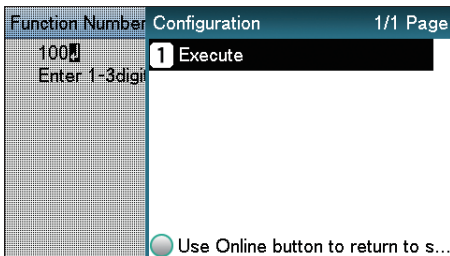 Function Number
Configuration 1/1 Page
100
Enter 1-3digi
1 Execute
Use Online button to return to s...